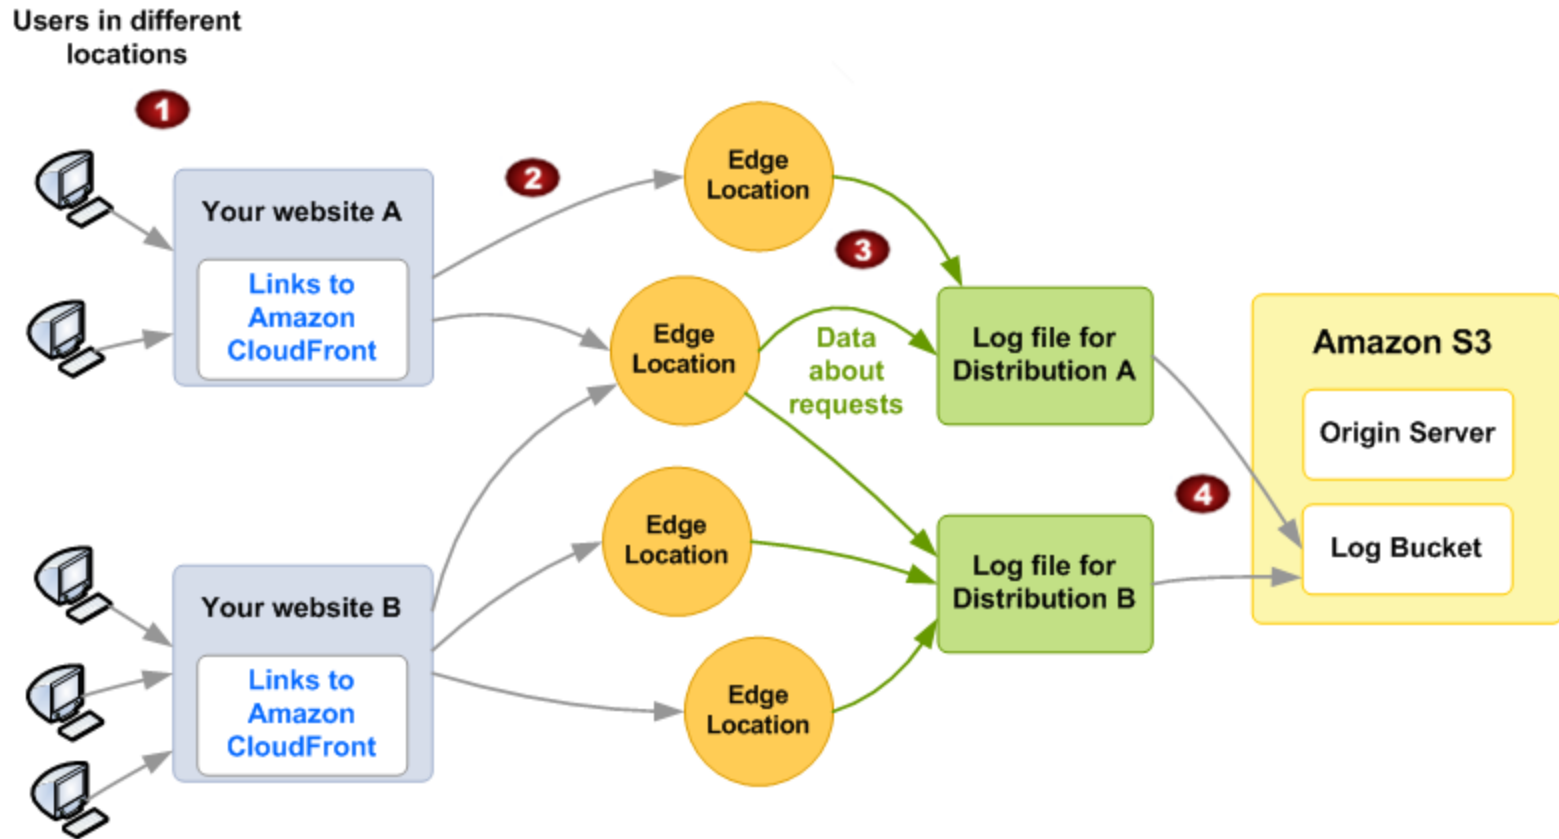 Users in different
locations
1
2
3
4
Your website A
Links to
Amazon
CloudFront
Your website B
Links to
Amazon
CloudFront
Edge
Location
Edge
Location
Edge
Location
Edge
Location
Data
about
requests
Log file for
Distribution A
Log file for
Distribution B
Amazon S3
Origin Server
Log Bucket